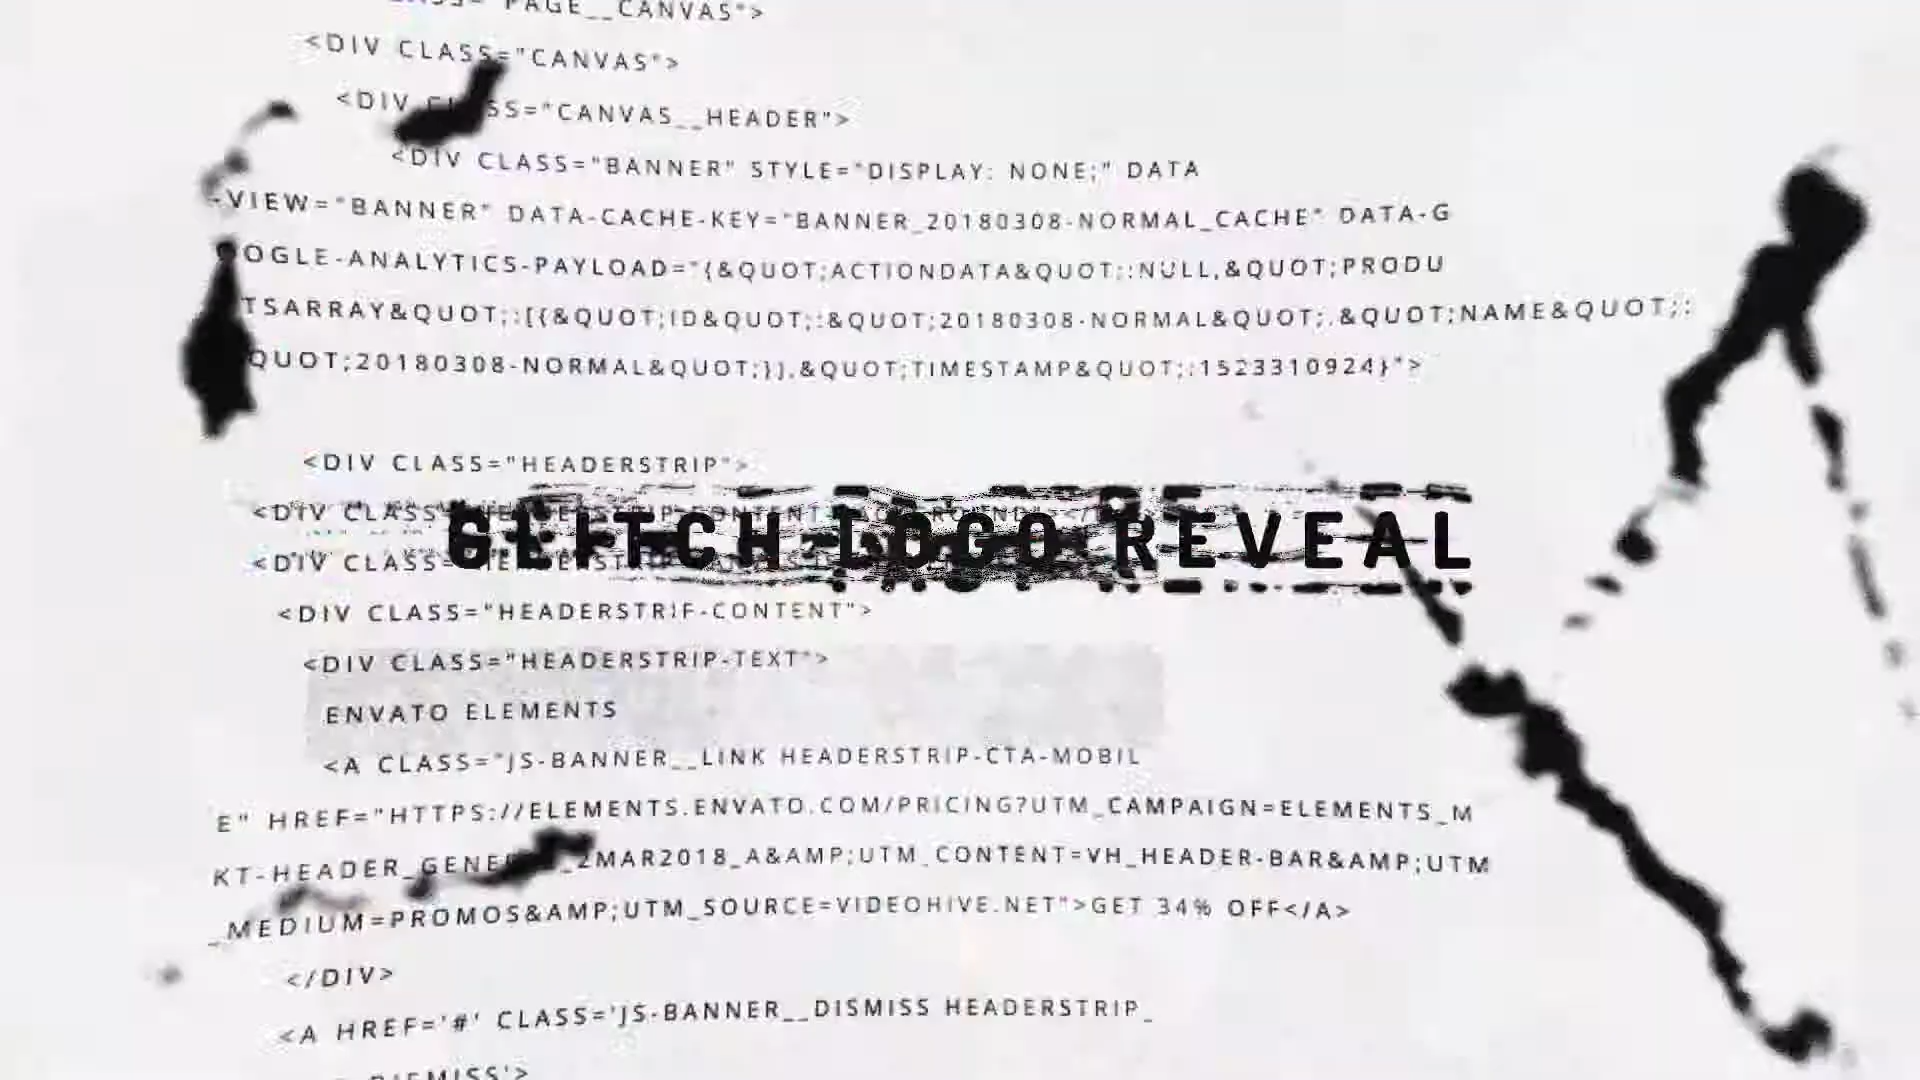 PAGE__CANVAS">
<DIV CLASS="CANVAS">
<DIV CLASS="CANVAS__HEADER">
<DIV CLASS="BANNER" STYLE="DISPLAY: NONE;" DATA
-VIEW="BANNER" DATA-CACHE-KEY="BANNER_20180308-NORMAL_CACHE" DATA-G
OGLE-ANALYTICS-PAYLOAD="{&QUOT;ACTIONDATA&QUOT;:NULL,&QUOT;PRODU
TSARRAY&QUOT;:[{&QUOT;ID&QUOT;:&QUOT;20180308-NORMAL&QUOT;,&QUOT;NAME&QUOT;:
QUOT;20180308-NORMAL&QUOT;}],&QUOT;TIMESTAMP&QUOT;:1523310924}">
<DIV CLASS="HEADERSTRIP">
<DIV CLASS
GLITCH LOGO REVEAL
<DIV CLASS=
<DIV CLASS="HEADERSTRIF-CONTENT">
<DIV CLASS="HEADERSTRIP-TEXT">
ENVATO ELEMENTS
<A CLASS="JS-BANNER__LINK HEADERSTRIP-CTA-MOBIL
E" HREF="HTTPS://ELEMENTS.ENVATO.COM/PRICING?UTM_CAMPAIGN=ELEMENTS_M
KT-HEADER_GENE _2MAR2018_A&AMP;UTM_CONTENT=VH_HEADER-BAR&AMP;UTM
_MEDIUM=PROMOS&AMP;UTM_SOURCE=VIDEOHIVE.NET">GET 34% OFF</A>
</DIV>
<A HREF='#' CLASS='JS-BANNER__DISMISS HEADERSTRIP_